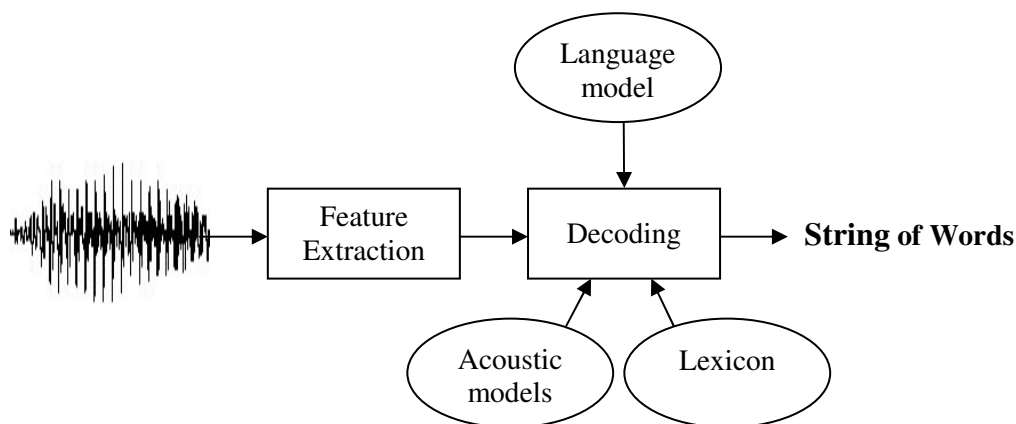 Language
model
Feature
Extraction
Decoding
String of Words
Acoustic
models
Lexicon